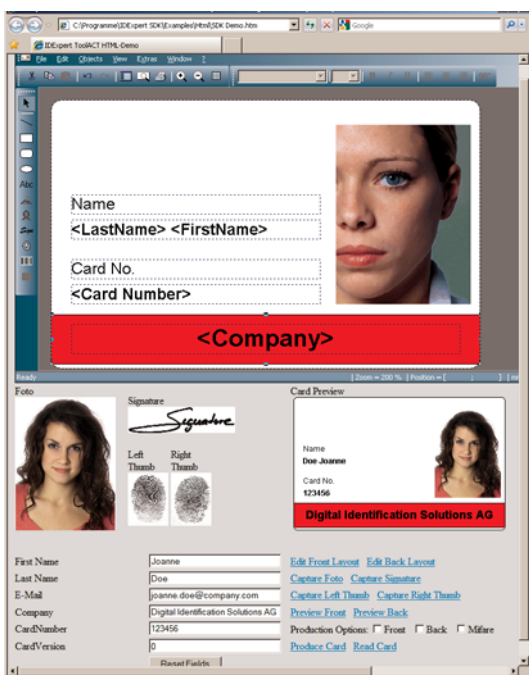 C:\Programme\IDExpert SDK\Examples\Html\SDK Demo.htm
Google
IDExpert ToolACT HTML-Demo
File Edit Objects View Extras Window ?
Abc
Name
<LastName> <FirstName>
Card No.
<Card Number>
<Company>
Ready
Zoom = 200 % | Position = [ ; ]
Foto
Signature
Card Preview
Signature
Left Thumb
Right Thumb
Name
Doe Joanne
Card No.
123456
Digital Identification Solutions AG
First Name Joanne Edit Front Layout Edit Back Layout
Last Name Doe Capture Foto Capture Signature
E-Mail joanne.doe@company.com Capture Left Thumb Capture Right Thumb
Company Digital Identification Solutions AG Preview Front Preview Back
CardNumber 123456 Production Options: Front Back Mifare
CardVersion 0 Produce Card Read Card
Reset Fields